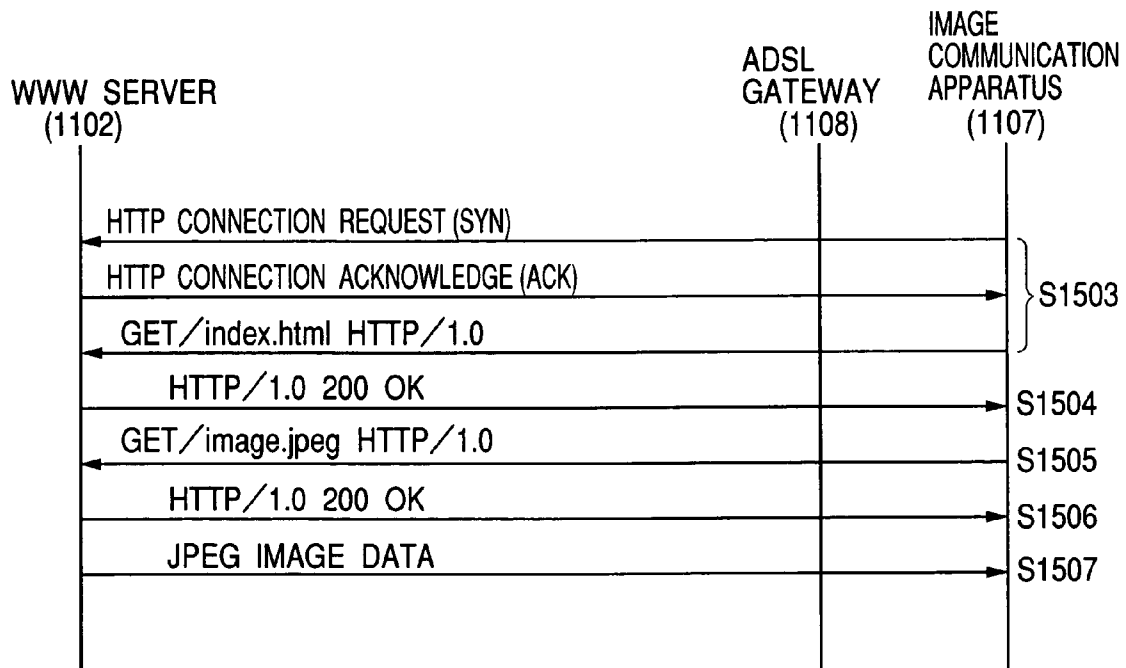 WWW SERVER
(1102)
ADSL
GATEWAY
(1108)
IMAGE
COMMUNICATION
APPARATUS
(1107)
HTTP CONNECTION REQUEST (SYN)
HTTP CONNECTION ACKNOWLEDGE (ACK)
S1503
GET/index.html HTTP/1.0
HTTP/1.0 200 OK
S1504
GET/image.jpeg HTTP/1.0
S1505
HTTP/1.0 200 OK
S1506
JPEG IMAGE DATA
S1507